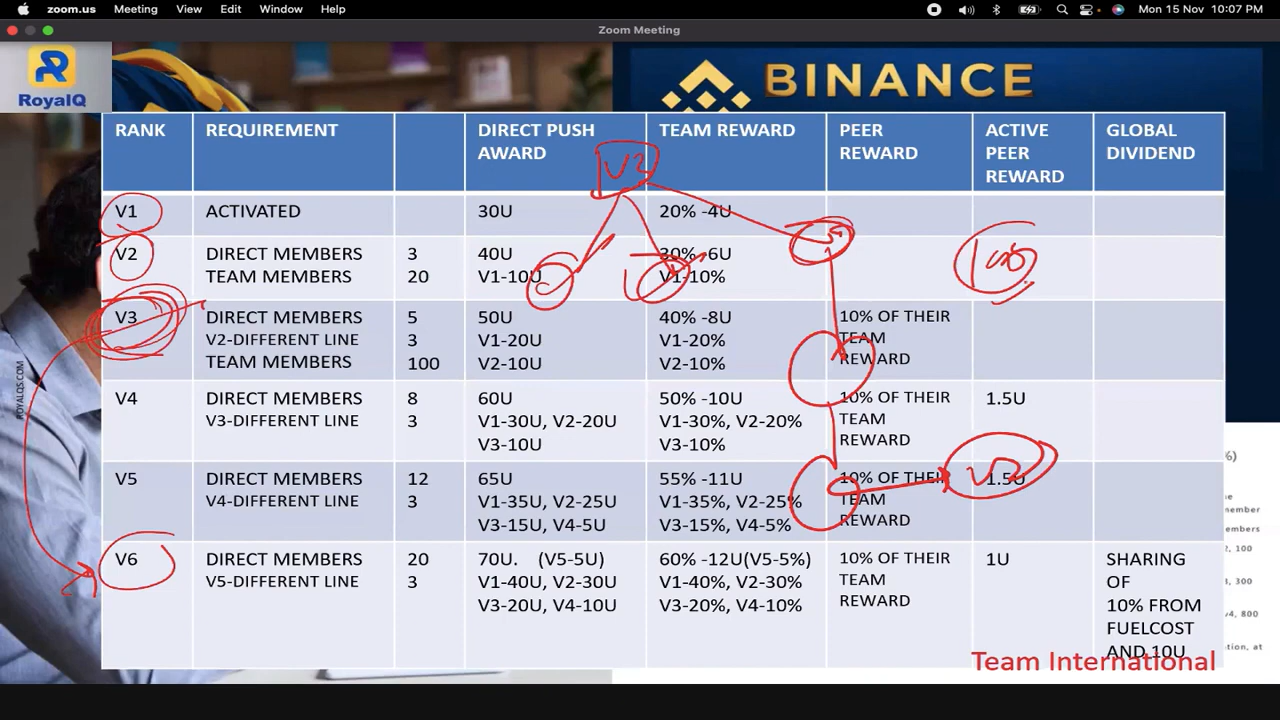 zoom.us Meeting View Edit Window Help Mon 15 Nov 10:07 PM
Zoom Meeting
RoyalQ
BINANCE
RANK REQUIREMENT DIRECT PUSH AWARD TEAM REWARD PEER REWARD ACTIVE PEER REWARD GLOBAL DIVIDEND
V1 ACTIVATED 30U 20% -4U
V2 DIRECT MEMBERS 3 40U 30% -6U
TEAM MEMBERS 20 V1-10U V1-10%
V3 DIRECT MEMBERS 5 50U 40% -8U 10% OF THEIR
V2-DIFFERENT LINE 3 V1-20U V1-20% TEAM
TEAM MEMBERS 100 V2-10U V2-10% REWARD
V4 DIRECT MEMBERS 8 60U 50% -10U 10% OF THEIR 1.5U
V3-DIFFERENT LINE 3 V1-30U, V2-20U V1-30%, V2-20% TEAM
V3-10U V3-10% REWARD
V5 DIRECT MEMBERS 12 65U 55% -11U 10% OF THEIR 1.5U
V4-DIFFERENT LINE 3 V1-35U, V2-25U V1-35%, V2-25% TEAM
V3-15U, V4-5U V3-15%, V4-5% REWARD
V6 DIRECT MEMBERS 20 70U. (V5-5U) 60% -12U(V5-5%) 10% OF THEIR 1U SHARING
V5-DIFFERENT LINE 3 V1-40U, V2-30U V1-40%, V2-30% TEAM OF
V3-20U, V4-10U V3-20%, V4-10% REWARD 10% FROM
FUELCOST
AND 10U
Team International
ROYALQS.COM
V2